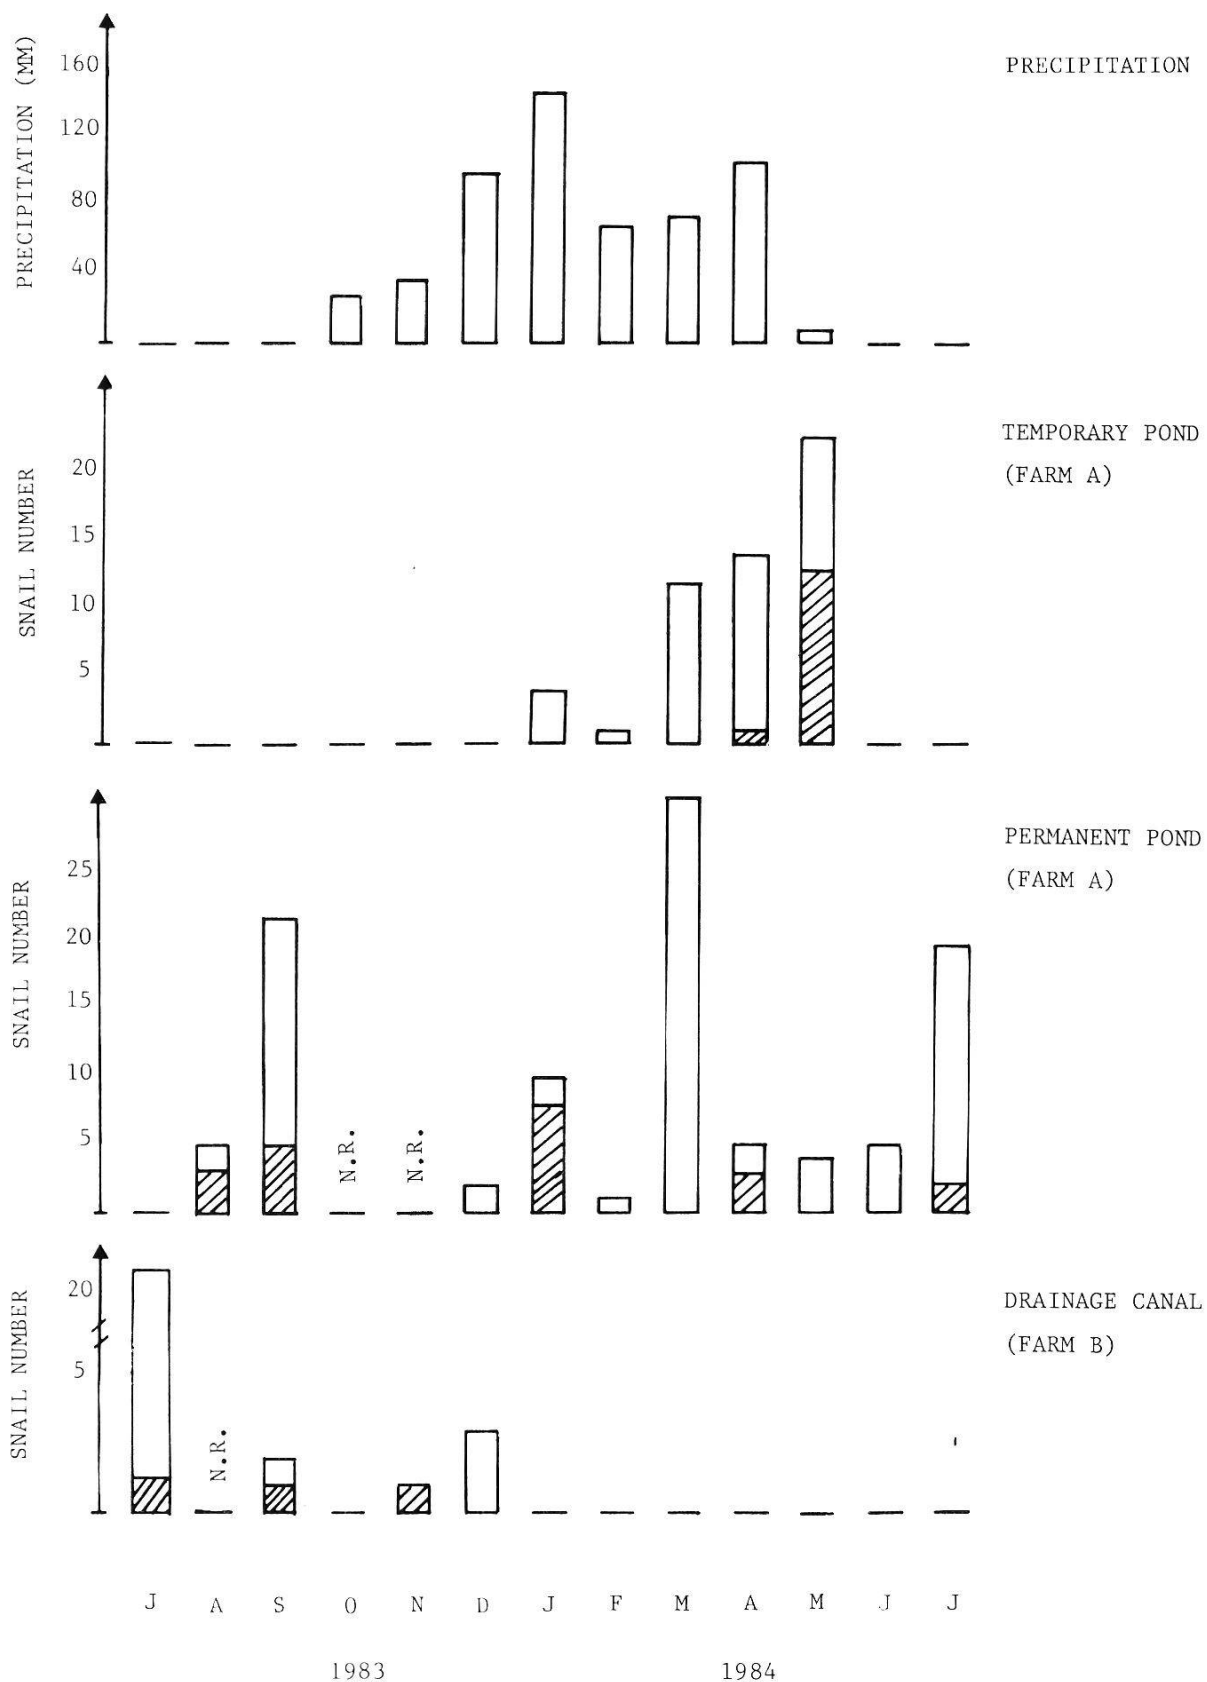 PRECIPITATION (MM)
160
120
80
40
PRECIPITATION
SNAIL NUMBER
20
15
10
5
TEMPORARY POND
(FARM A)
SNAIL NUMBER
25
20
15
10
5
N.R.
N.R.
PERMANENT POND
(FARM A)
SNAIL NUMBER
20
5
N.R.
DRAINAGE CANAL
(FARM B)
J A S O N D J F M A M J J
1983 1984